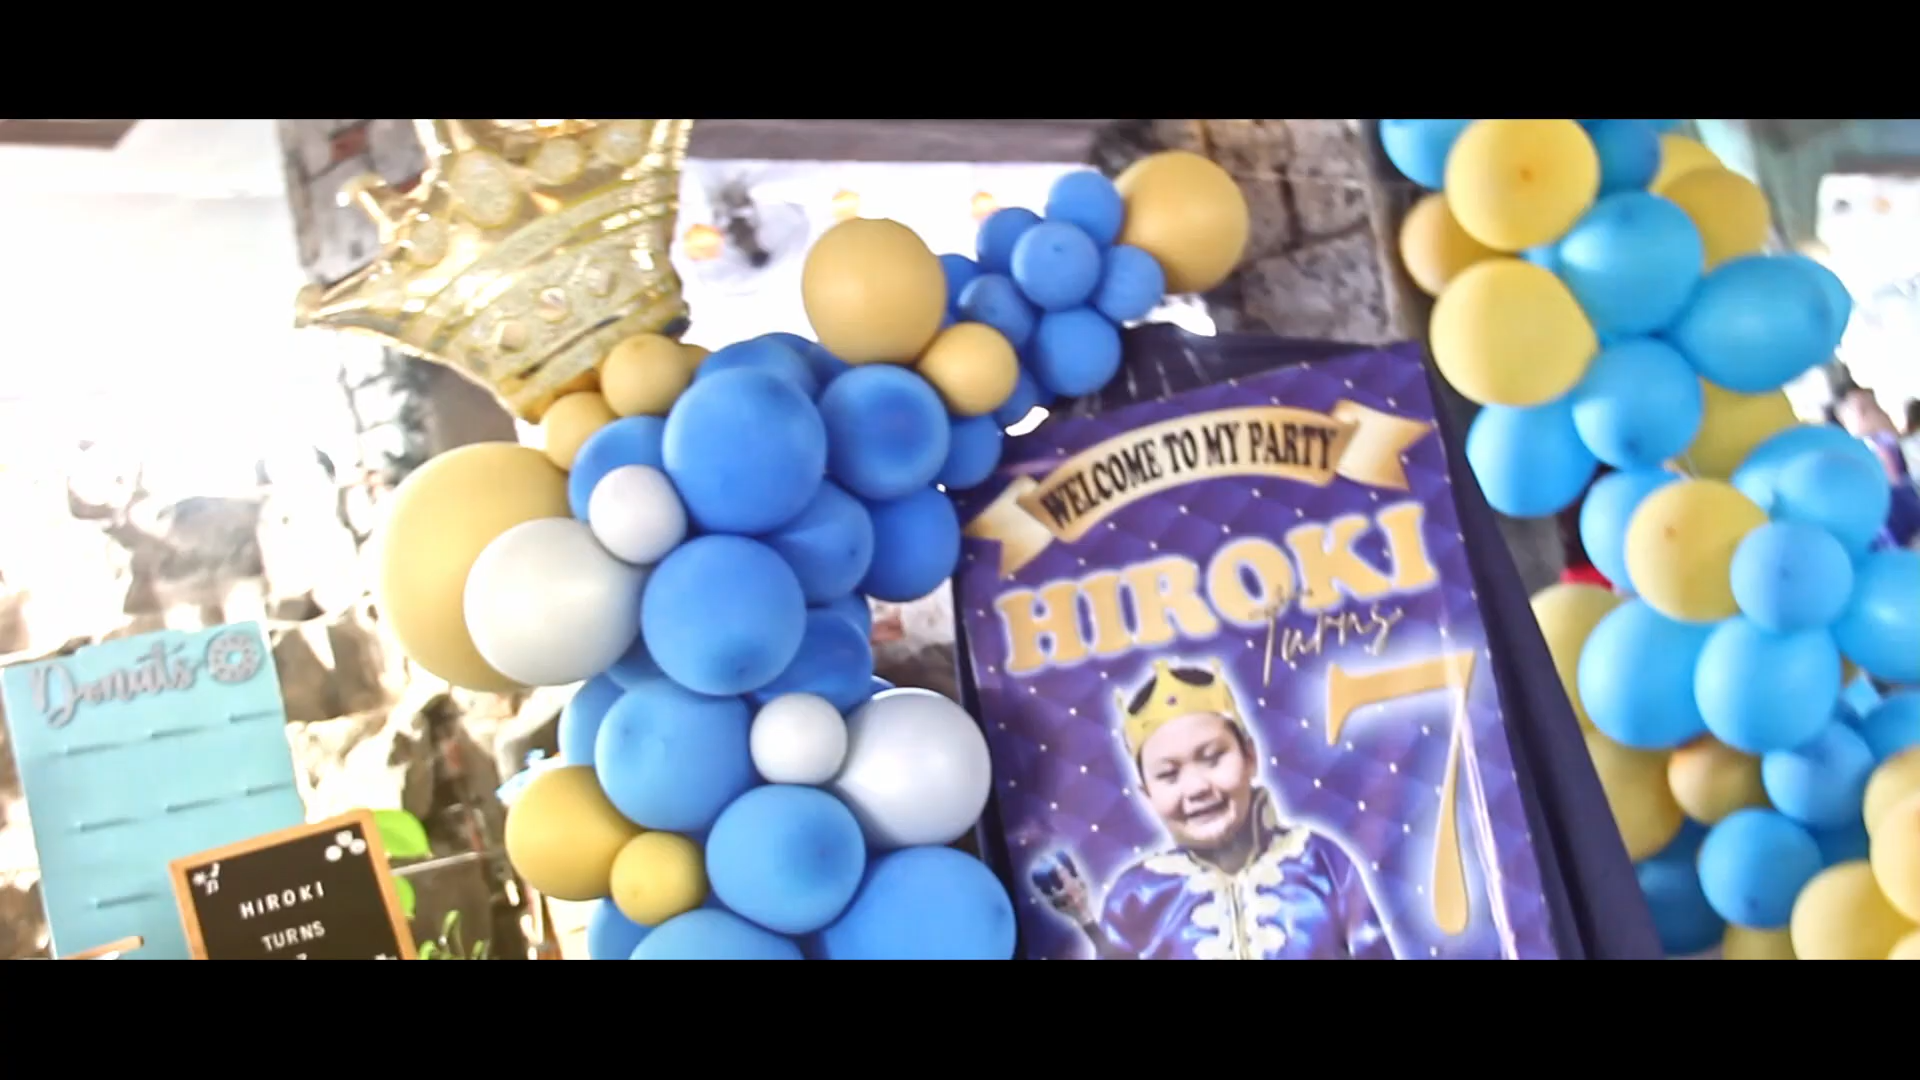 WELCOME TO MY PARTY
HIROKI
Turns
7
Donuts
HIROKI
TURNS